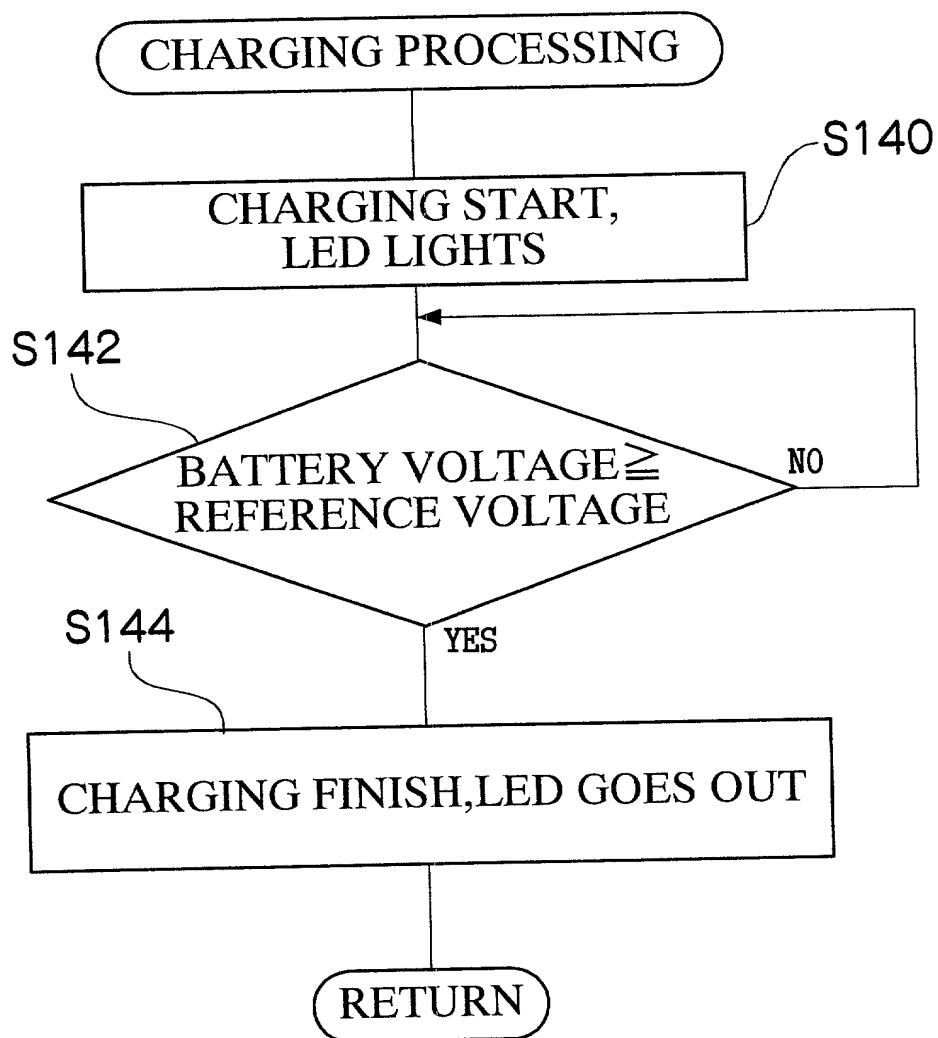 CHARGING PROCESSING
S140
CHARGING START,
LED LIGHTS
S142
BATTERY VOLTAGE≧
REFERENCE VOLTAGE
NO
YES
S144
CHARGING FINISH,LED GOES OUT
RETURN